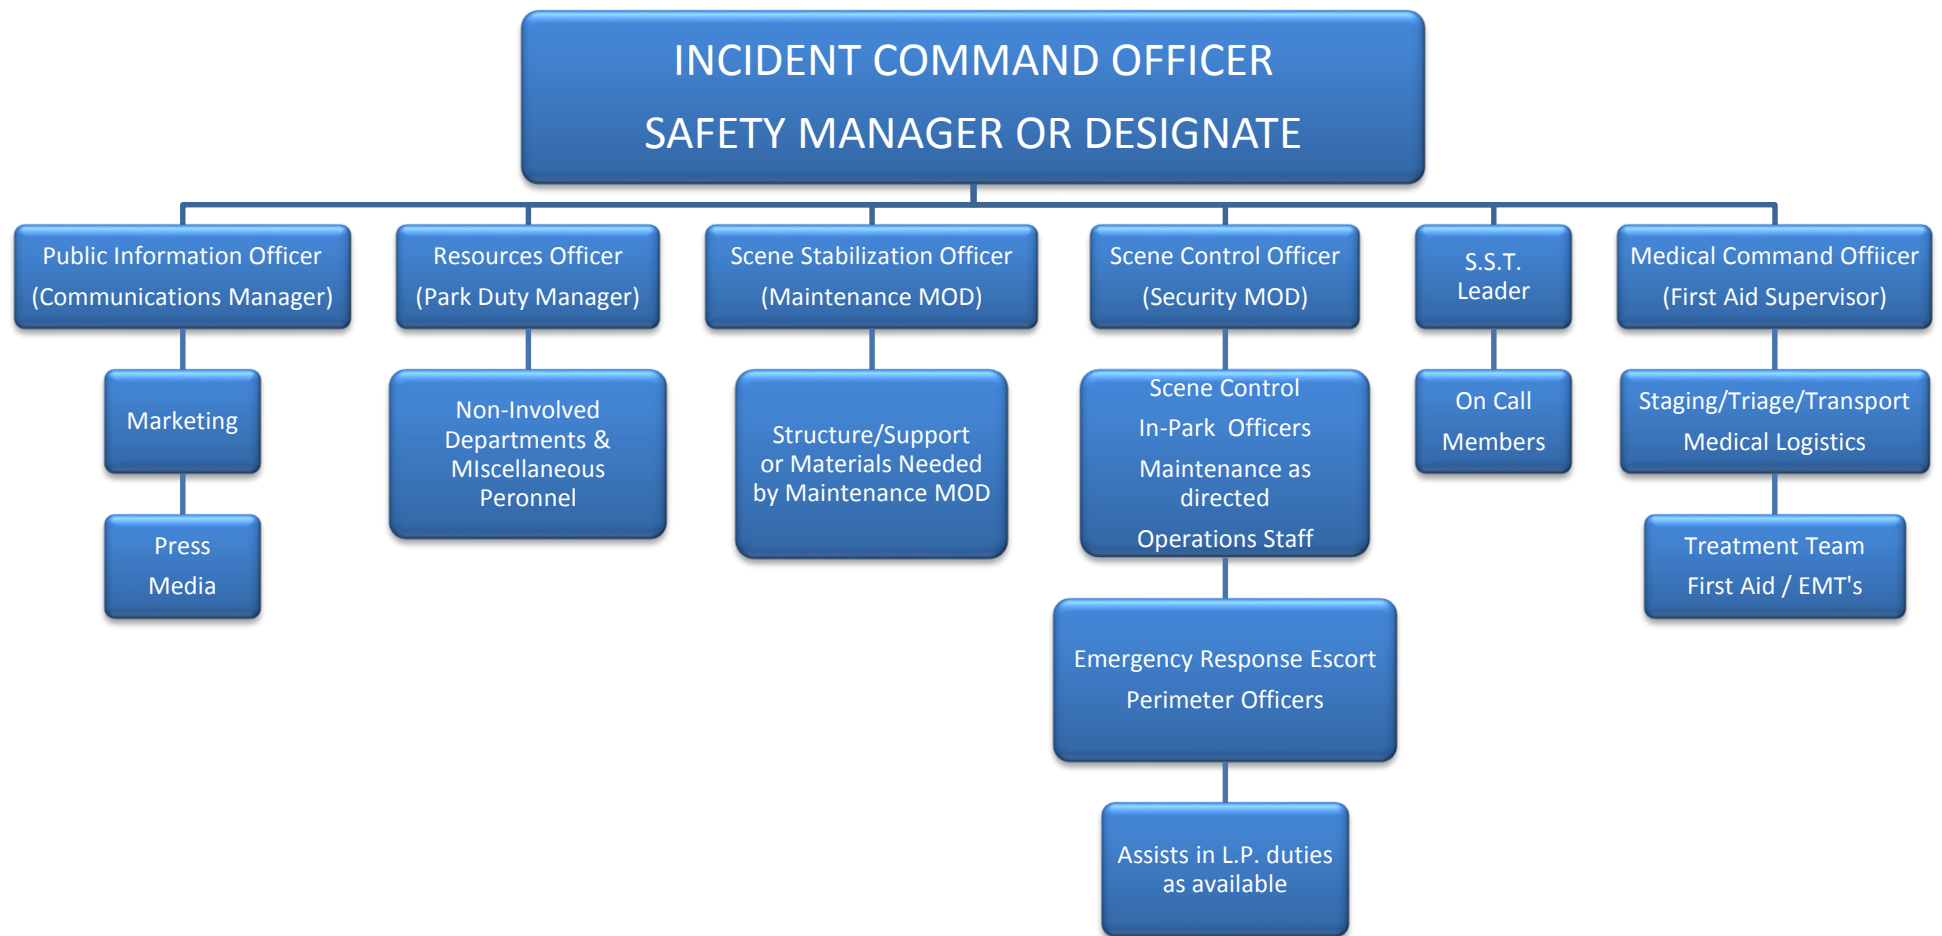 INCIDENT COMMAND OFFICER
SAFETY MANAGER OR DESIGNATE
Public Information Officer
(Communications Manager)
Resources Officer
(Park Duty Manager)
Scene Stabilization Officer
(Maintenance MOD)
Scene Control Officer
(Security MOD)
S.S.T.
Leader
Medical Command Offiicer
(First Aid Supervisor)
Marketing
Non-Involved
Departments &
MIscellaneous
Peronnel
Structure/Support
or Materials Needed
by Maintenance MOD
Scene Control
In-Park Officers
Maintenance as
directed
Operations Staff
On Call
Members
Staging/Triage/Transport
Medical Logistics
Press
Media
Treatment Team
First Aid / EMT's
Emergency Response Escort
Perimeter Officers
Assists in L.P. duties
as available